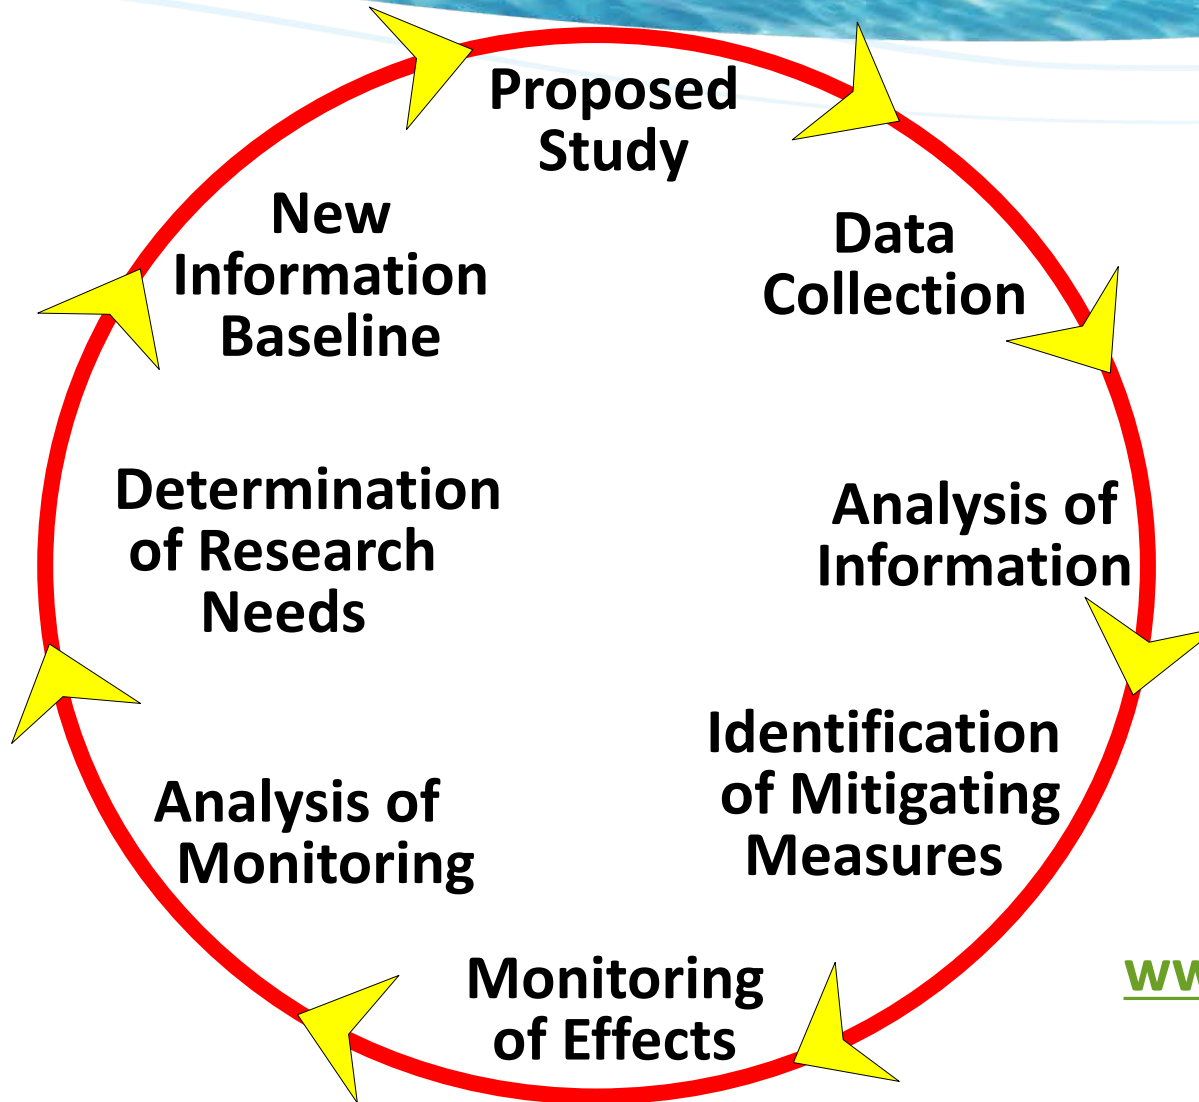 Proposed
Study
Data
Collection
Analysis of
Information
Identification
of Mitigating
Measures
Monitoring
of Effects
Analysis of
Monitoring
Determination
of Research
Needs
New
Information
Baseline